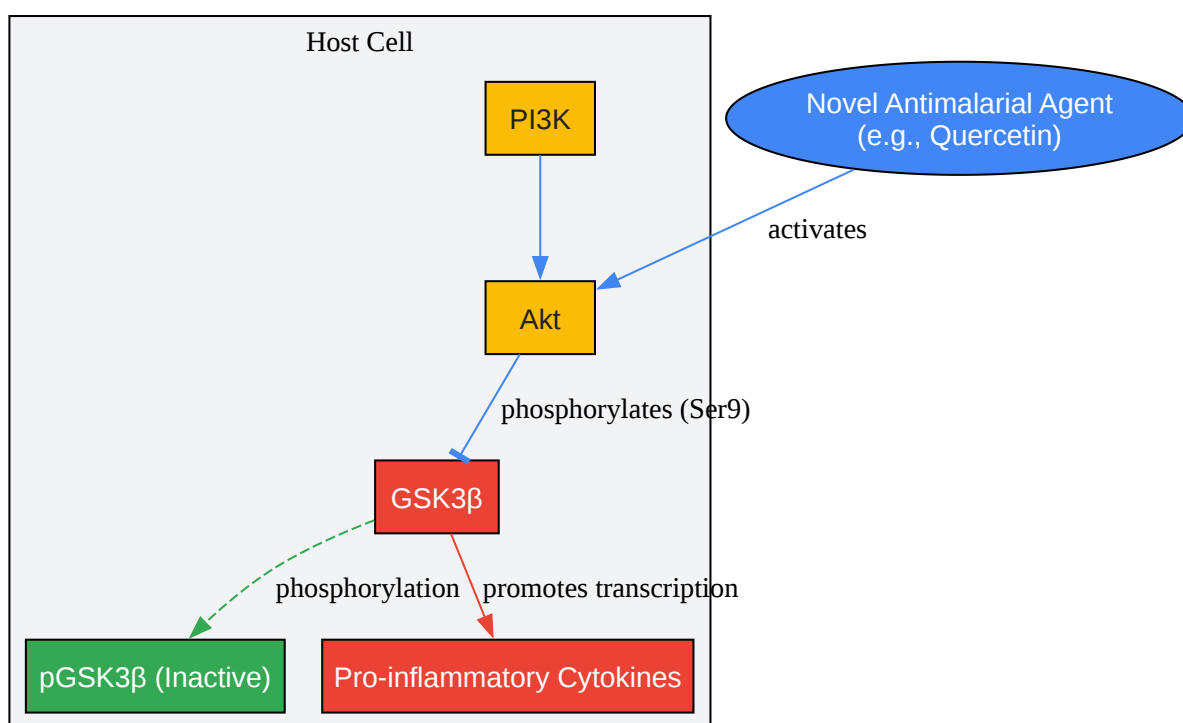 Host Cell
PI3K
Novel Antimalarial Agent
(e.g., Quercetin)
activates
Akt
phosphorylates (Ser9)
GSK3β
phosphorylation
promotes transcription
pGSK3β (Inactive)
Pro-inflammatory Cytokines